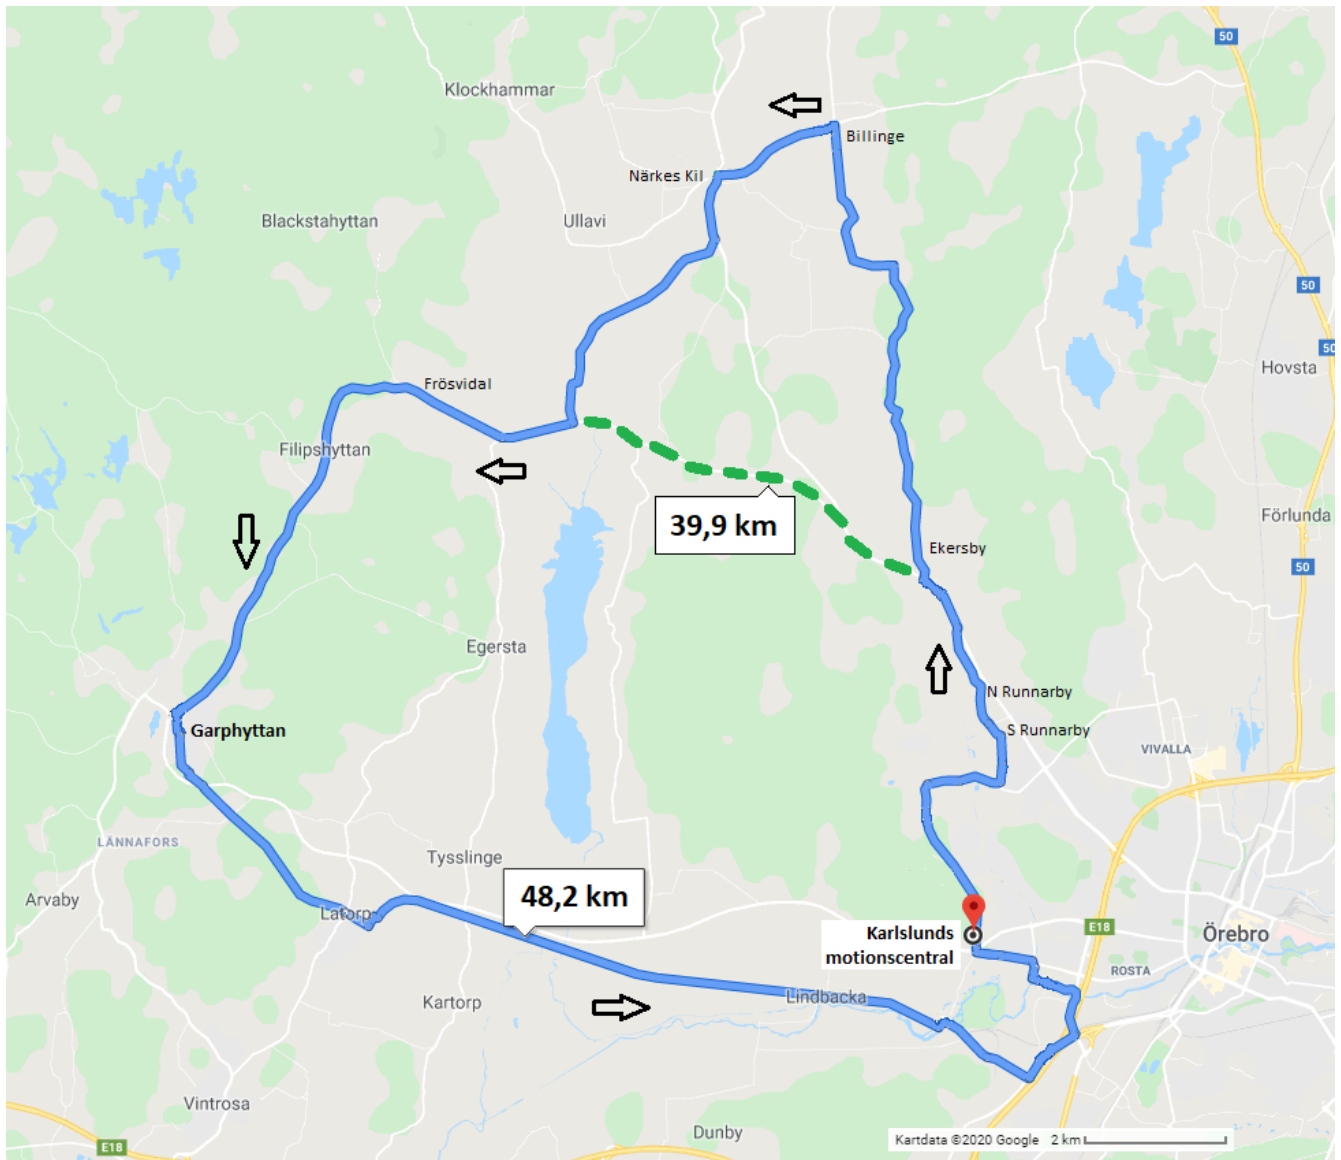 50
Klockhammar
Billinge
Närkes Kil
Blackstahyttan
Ullavi
50
50
Hovsta
Frösvidal
Filipshyttan
39,9 km
Förlunda
Ekersby
50
Egersta
N Runnarby
Garphyttan
S Runnarby
VIVALLA
LÄNNAFORS
Tysslinge
Arvaby
48,2 km
Latorp
Karlslunds
motionscentral
E18
Örebro
ROSTA
Kartorp
Lindbacka
Vintrosa
Dunby
E18
Kartdata ©2020 Google 2 km